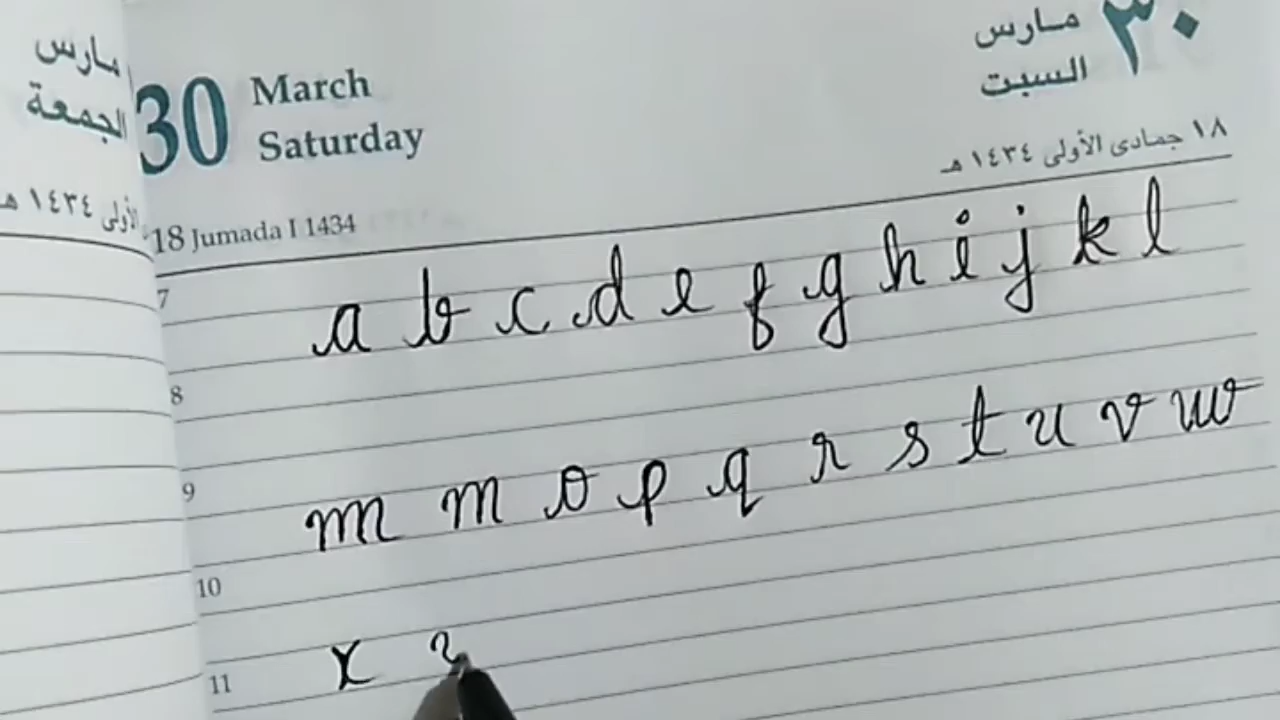 مارس
الجمعة
الأولى ١٤٣٤ هـ
30 March
Saturday
18 Jumada I 1434
٣٠ مارس
السبت
١٨ جمادى الأولى ١٤٣٤ هـ
7
a b c d e f g h i j k l
8
9
m n o p q r s t u v w
10
11
x